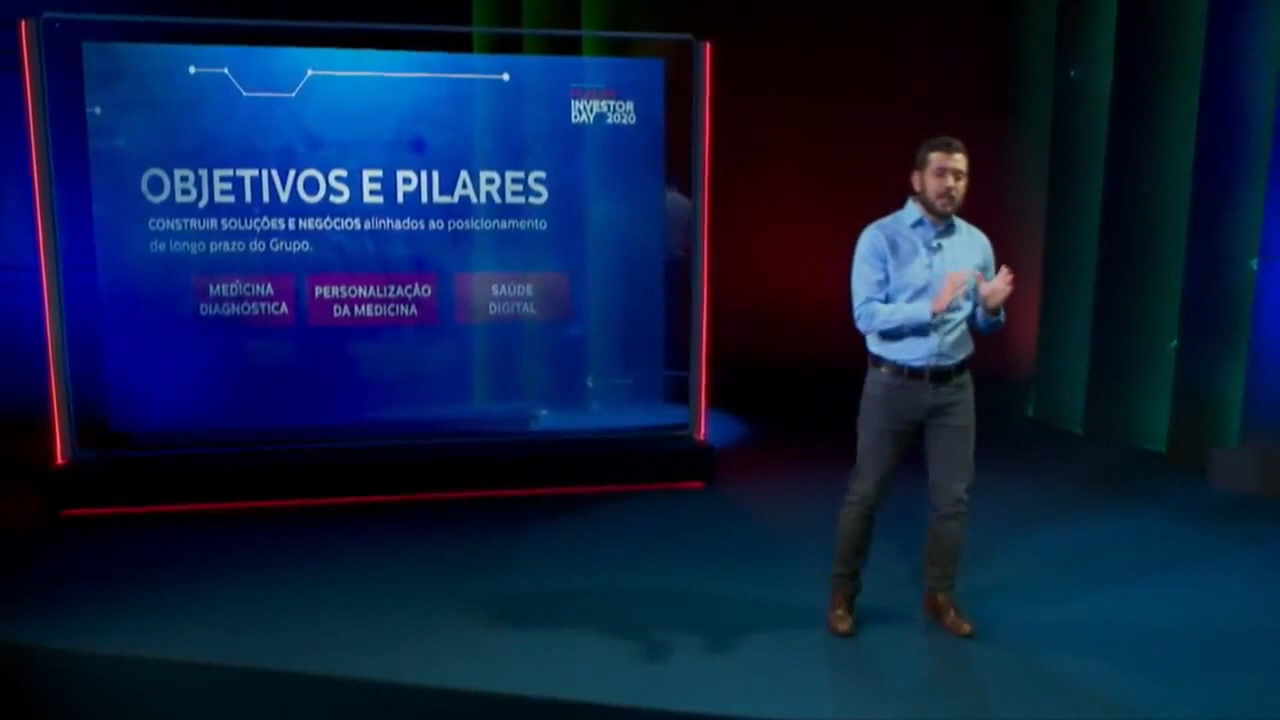 INVESTOR
DAY 2020
OBJETIVOS E PILARES
CONSTRUIR SOLUÇÕES E NEGÓCIOS alinhados ao posicionamento
de longo prazo do Grupo.
MEDICINA
DIAGNÓSTICA
PERSONALIZAÇÃO
DA MEDICINA
SAÚDE
DIGITAL